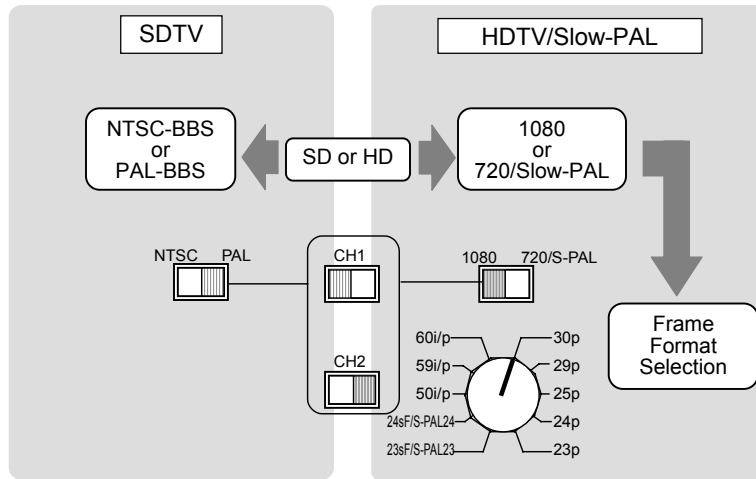 SDTV
HDTV/Slow-PAL
NTSC-BBS
or
PAL-BBS
SD or HD
1080
or
720/Slow-PAL
NTSC PAL
CH1
1080 720/S-PAL
CH2
60i/p
59i/p
50i/p
24sF/S-PAL24
23sF/S-PAL23
30p
29p
25p
24p
23p
Frame
Format
Selection